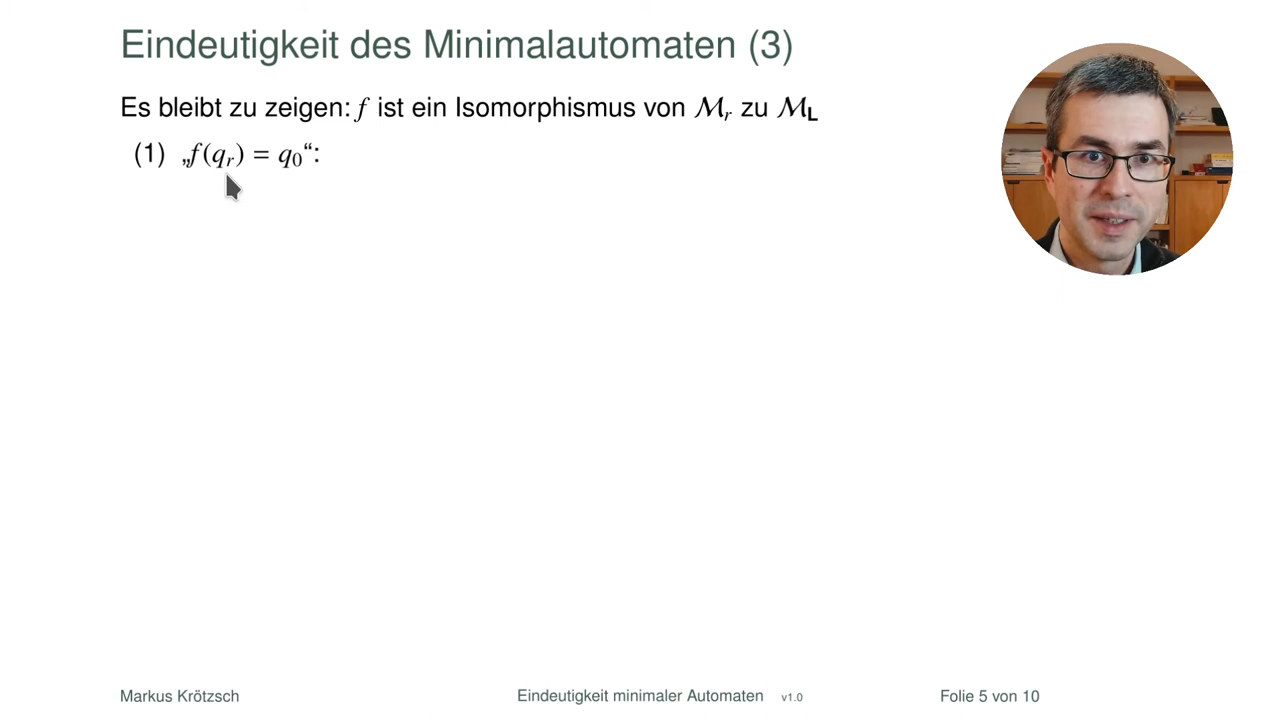 Eindeutigkeit des Minimalautomaten (3)
Es bleibt zu zeigen: f ist ein Isomorphismus von ℳᵣ zu ℳ_𝐋
(1) „f(qᵣ) = q₀“:
Markus Krötzsch Eindeutigkeit minimaler Automaten v1.0 Folie 5 von 10